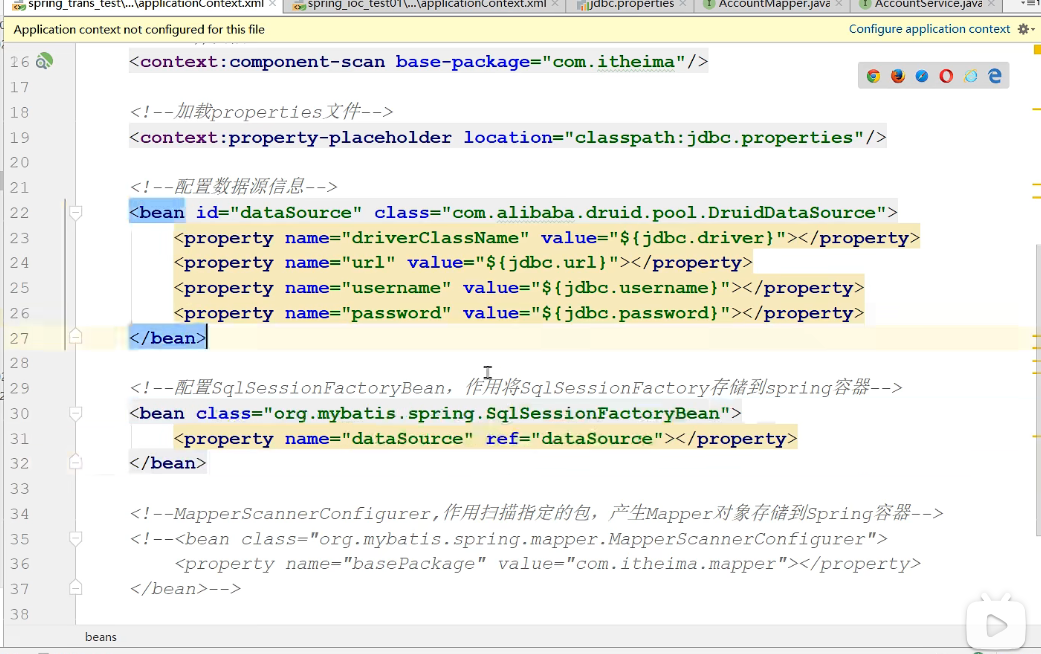 spring_trans_test\...\applicationContext.xml × spring_ioc_test01\...\applicationContext.xml × jdbc.properties × AccountMapper.java × AccountService.java ×
Application context not configured for this file Configure application context
26 <context:component-scan base-package="com.itheima"/>
17
18 <!--加载properties文件-->
19 <context:property-placeholder location="classpath:jdbc.properties"/>
20
21 <!--配置数据源信息-->
22 <bean id="dataSource" class="com.alibaba.druid.pool.DruidDataSource">
23 <property name="driverClassName" value="${jdbc.driver}"></property>
24 <property name="url" value="${jdbc.url}"></property>
25 <property name="username" value="${jdbc.username}"></property>
26 <property name="password" value="${jdbc.password}"></property>
27 </bean>
28
29 <!--配置SqlSessionFactoryBean，作用将SqlSessionFactory存储到spring容器-->
30 <bean class="org.mybatis.spring.SqlSessionFactoryBean">
31 <property name="dataSource" ref="dataSource"></property>
32 </bean>
33
34 <!--MapperScannerConfigurer,作用扫描指定的包，产生Mapper对象存储到Spring容器-->
35 <!--<bean class="org.mybatis.spring.mapper.MapperScannerConfigurer">
36 <property name="basePackage" value="com.itheima.mapper"></property>
37 </bean>-->
38
beans